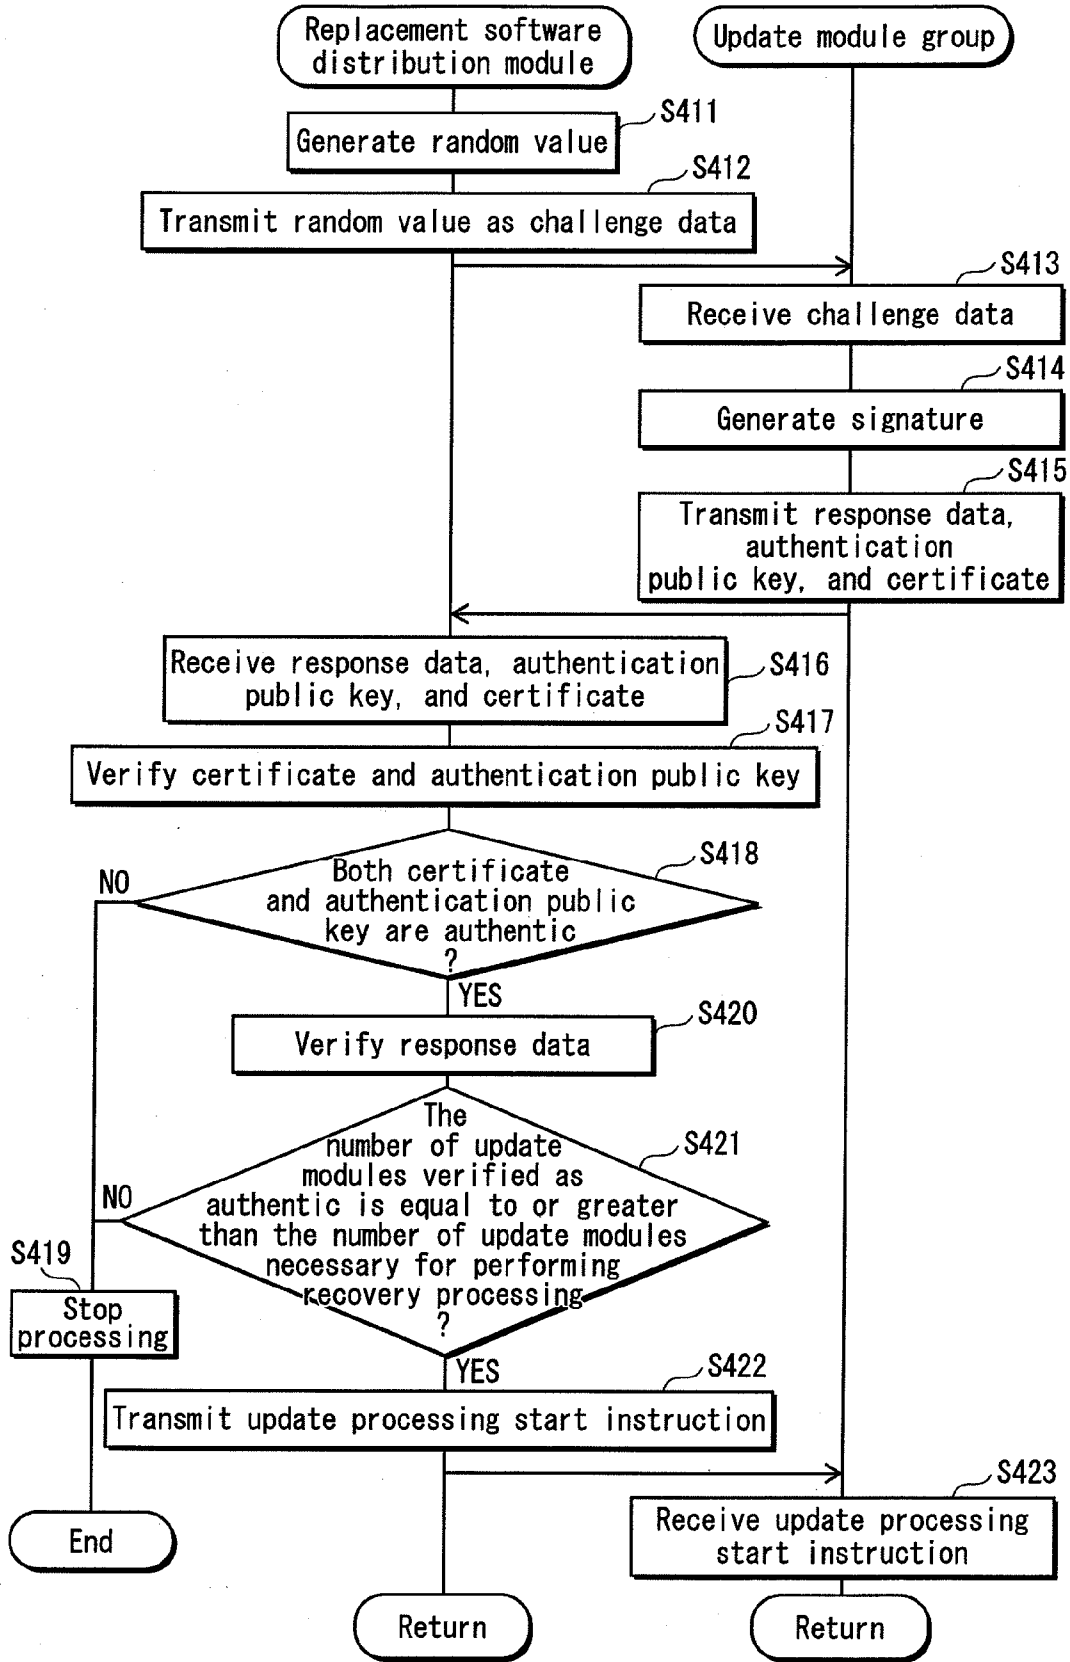 Replacement software
distribution module
Update module group
S411
Generate random value
S412
Transmit random value as challenge data
S413
Receive challenge data
S414
Generate signature
S415
Transmit response data,
authentication
public key, and certificate
Receive response data, authentication
public key, and certificate
S416
S417
Verify certificate and authentication public key
S418
Both certificate
and authentication public
key are authentic
?
NO
YES
S420
Verify response data
S421
The
number of update
modules verified as
authentic is equal to or greater
than the number of update modules
necessary for performing
recovery processing
?
NO
S419
Stop
processing
YES
S422
Transmit update processing start instruction
S423
Receive update processing
start instruction
End
Return
Return